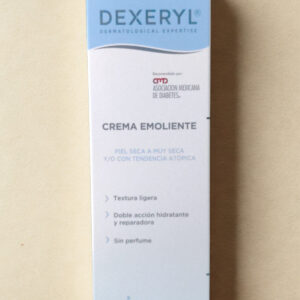 DEXERYL®
DERMATOLOGICAL EXPERTISE
Recomendado por
AMD
ASOCIACIÓN MEXICANA
DE DIABETES
CREMA EMOLIENTE
PIEL SECA A MUY SECA
Y/O CON TENDENCIA ATÓPICA
Textura ligera
Doble acción hidratante
y reparadora
Sin perfume